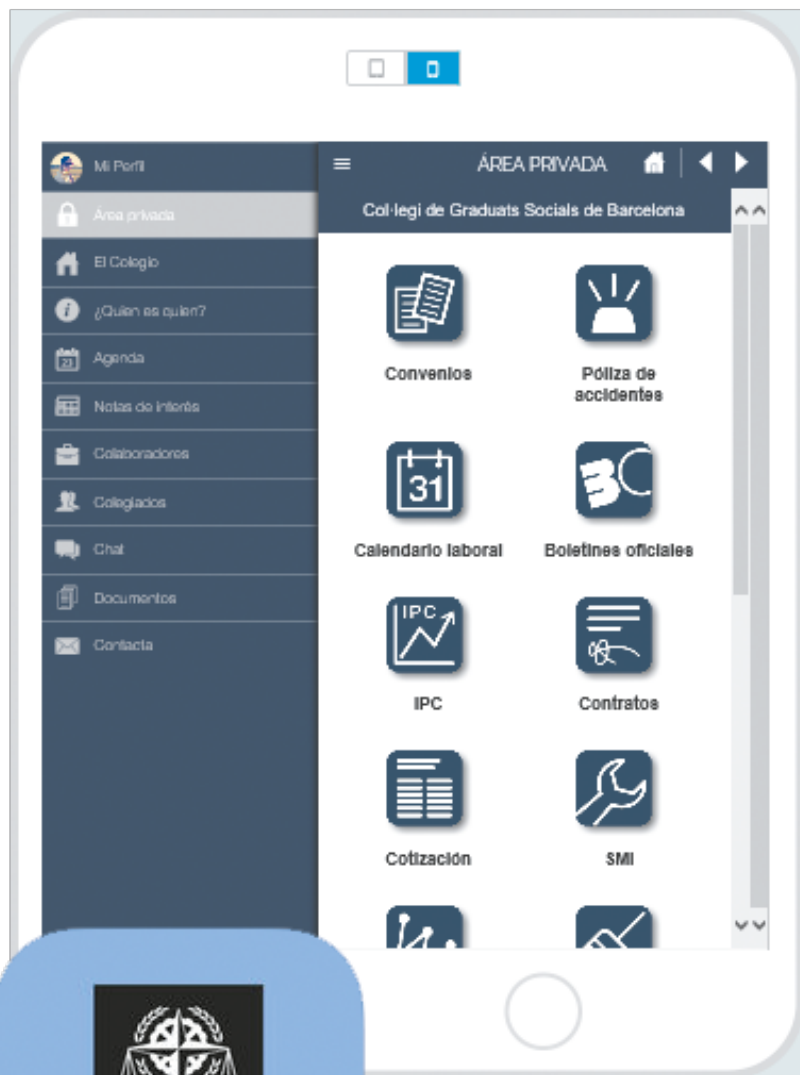 Mi Perfil
Área privada
El Colegio
¿Quien es quien?
Agenda
23
Notas de interés
Colaboradores
Colegiados
Chat
Documentos
Contacta
ÁREA PRIVADA
Col·legi de Graduats Socials de Barcelona
Convenios
Póliza de
accidentes
31
Calendario laboral
BO
Boletines oficiales
IPC
IPC
Contratos
Cotización
SMI